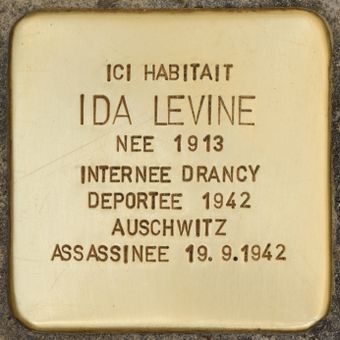 ICI HABITAIT
IDA LEVINE
NEE 1913
INTERNEE DRANCY
DEPORTEE 1942
AUSCHWITZ
ASSASSINEE 19.9.1942